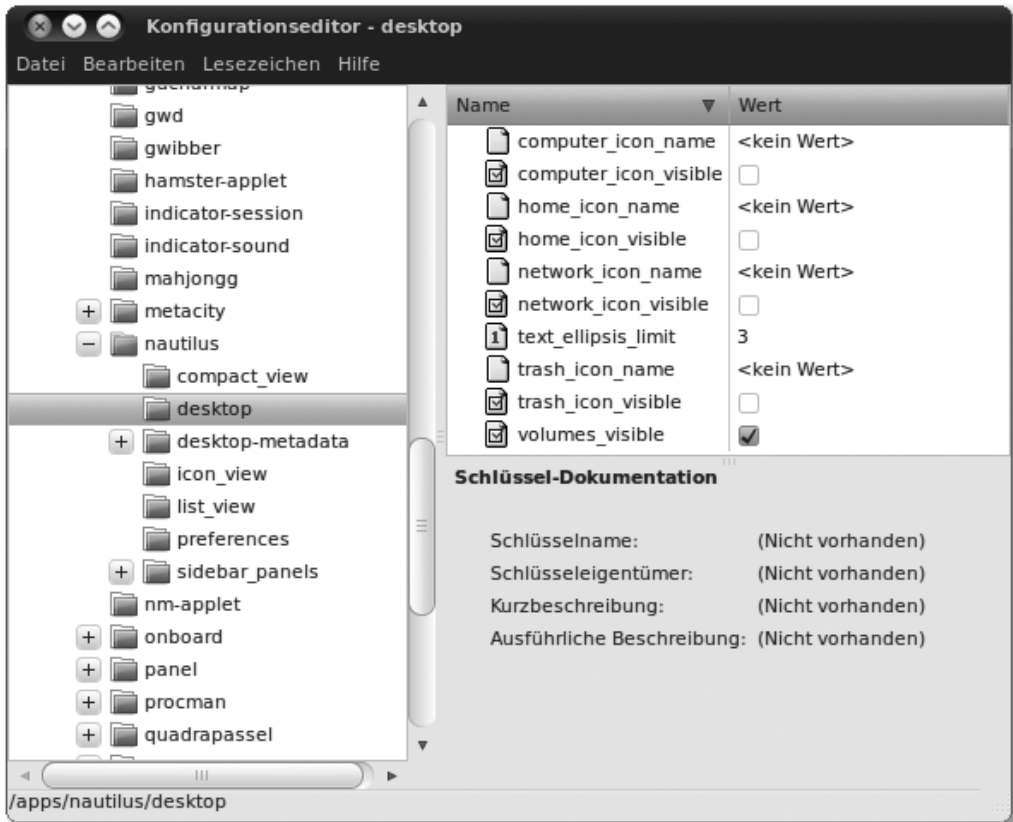 Konfigurationseditor - desktop
Datei Bearbeiten Lesezeichen Hilfe
gucharmap
gwd
gwibber
hamster-applet
indicator-session
indicator-sound
mahjongg
metacity
nautilus
compact_view
desktop
desktop-metadata
icon_view
list_view
preferences
sidebar_panels
nm-applet
onboard
panel
procman
quadrapassel
Name Wert
computer_icon_name <kein Wert>
computer_icon_visible
home_icon_name <kein Wert>
home_icon_visible
network_icon_name <kein Wert>
network_icon_visible
text_ellipsis_limit 3
trash_icon_name <kein Wert>
trash_icon_visible
volumes_visible
Schlüssel-Dokumentation
Schlüsselname: (Nicht vorhanden)
Schlüsseleigentümer: (Nicht vorhanden)
Kurzbeschreibung: (Nicht vorhanden)
Ausführliche Beschreibung: (Nicht vorhanden)
/apps/nautilus/desktop